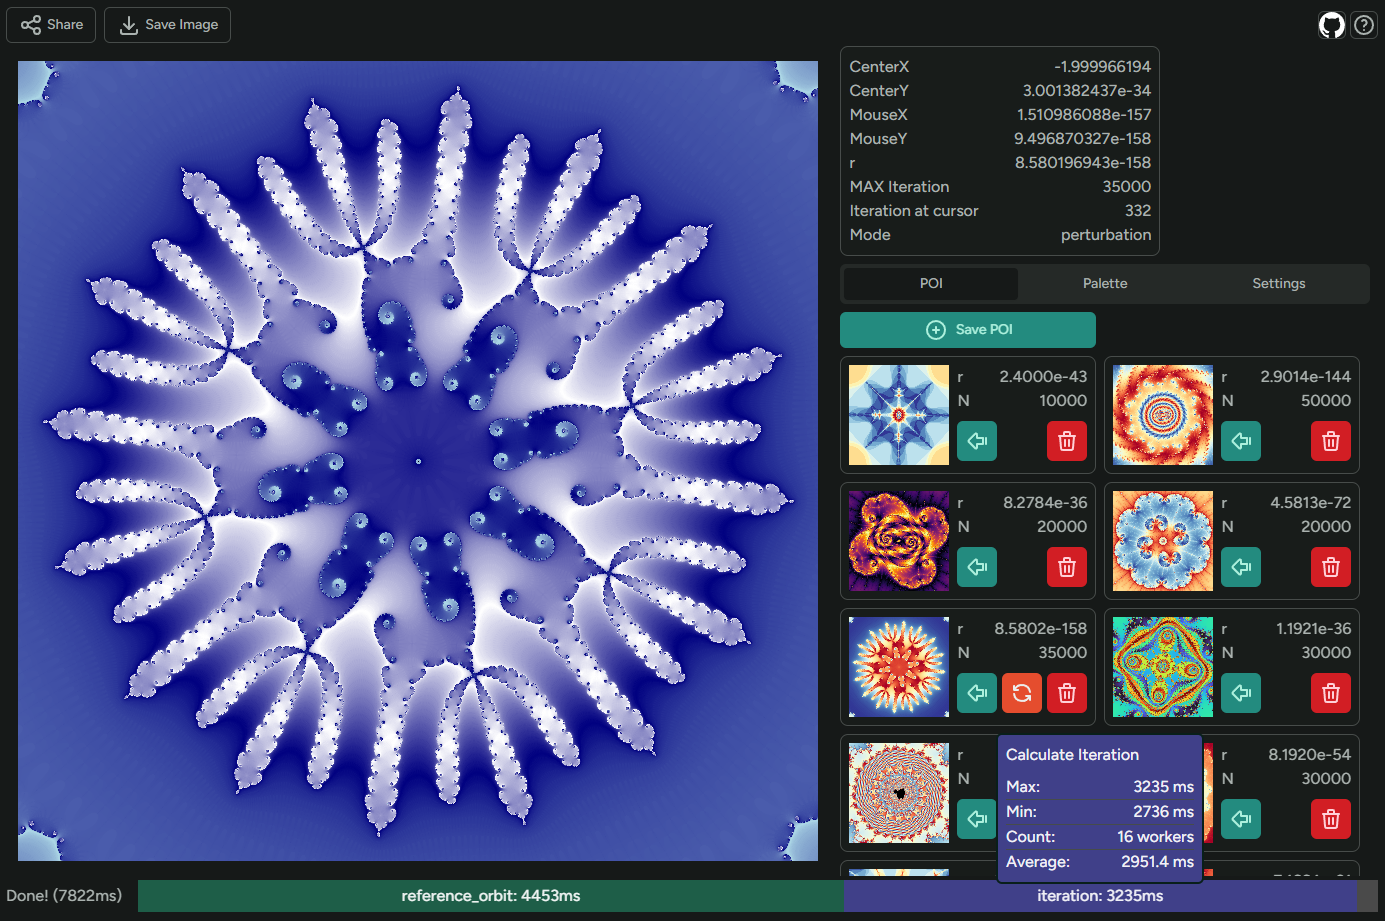 Share
Save Image
CenterX -1.999966194
CenterY 3.001382437e-34
MouseX 1.510986088e-157
MouseY 9.496870327e-158
r 8.580196943e-158
MAX Iteration 35000
Iteration at cursor 332
Mode perturbation
POI Palette Settings
Save POI
r 2.4000e-43
N 10000
r 2.9014e-144
N 50000
r 8.2784e-36
N 20000
r 4.5813e-72
N 20000
r 8.5802e-158
N 35000
r 1.1921e-36
N 30000
r
N
r 8.1920e-54
N 30000
Calculate Iteration
Max: 3235 ms
Min: 2736 ms
Count: 16 workers
Average: 2951.4 ms
Done! (7822ms)
reference_orbit: 4453ms
iteration: 3235ms